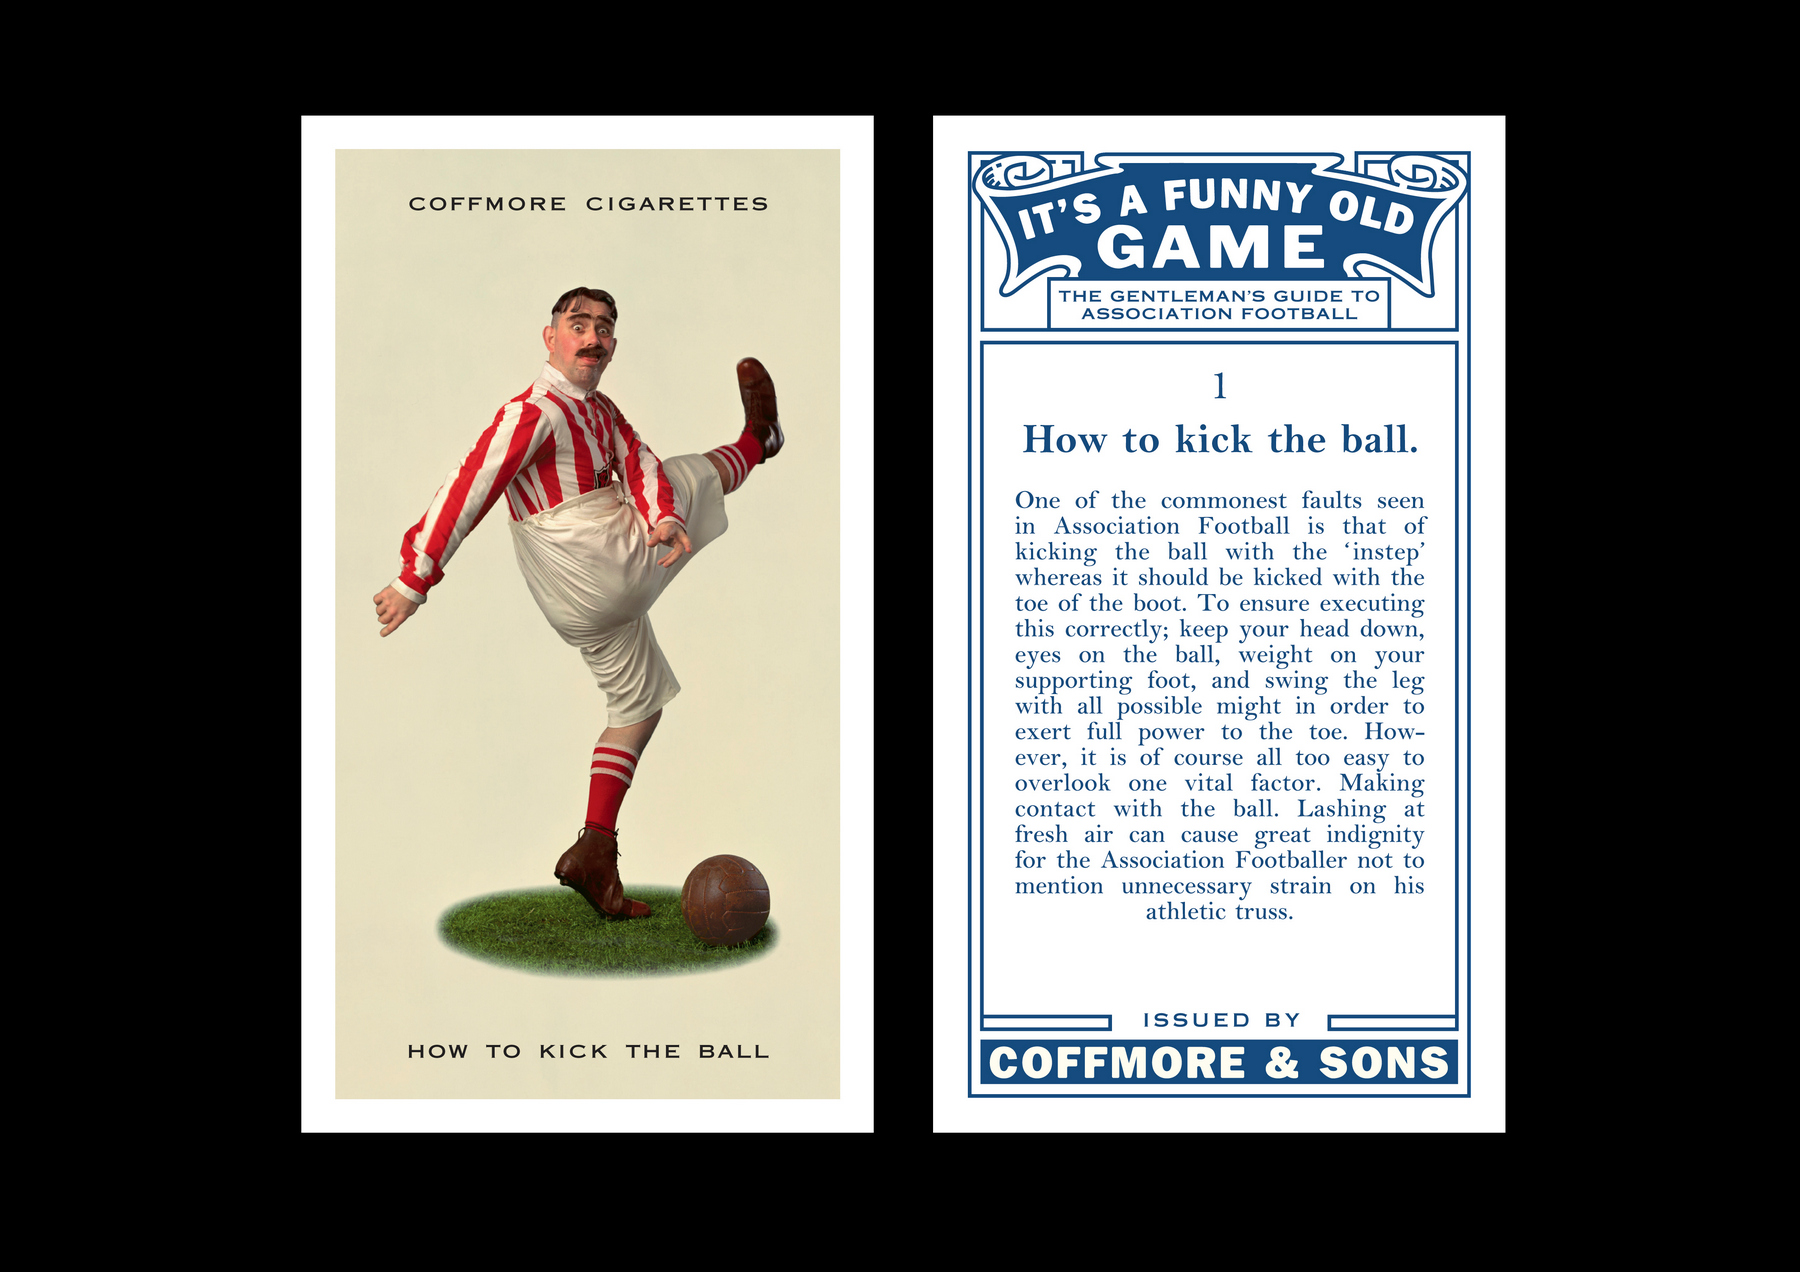 COFFMORE CIGARETTES
HOW TO KICK THE BALL
IT'S A FUNNY OLD
GAME
THE GENTLEMAN'S GUIDE TO
ASSOCIATION FOOTBALL
1
How to kick the ball.
One of the commonest faults seen
in Association Football is that of
kicking the ball with the ‘instep’
whereas it should be kicked with the
toe of the boot. To ensure executing
this correctly; keep your head down,
eyes on the ball, weight on your
supporting foot, and swing the leg
with all possible might in order to
exert full power to the toe. How-
ever, it is of course all too easy to
overlook one vital factor. Making
contact with the ball. Lashing at
fresh air can cause great indignity
for the Association Footballer not to
mention unnecessary strain on his
athletic truss.
ISSUED BY
COFFMORE & SONS